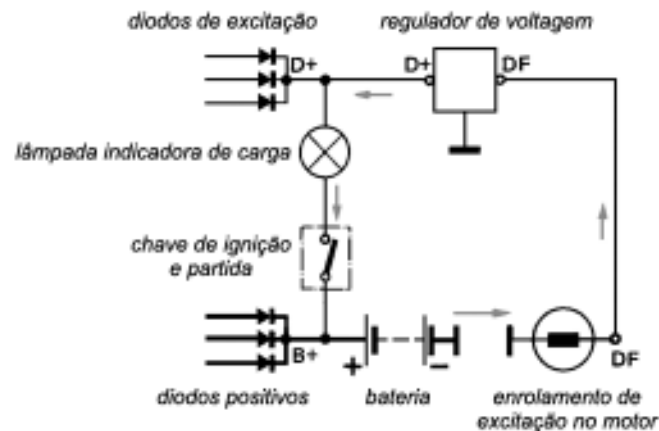 diodos de excitação
regulador de voltagem
D+
D+
DF
lâmpada indicadora de carga
chave de ignição
e partida
B+
+
−
DF
diodos positivos
bateria
enrolamento de
excitação no motor